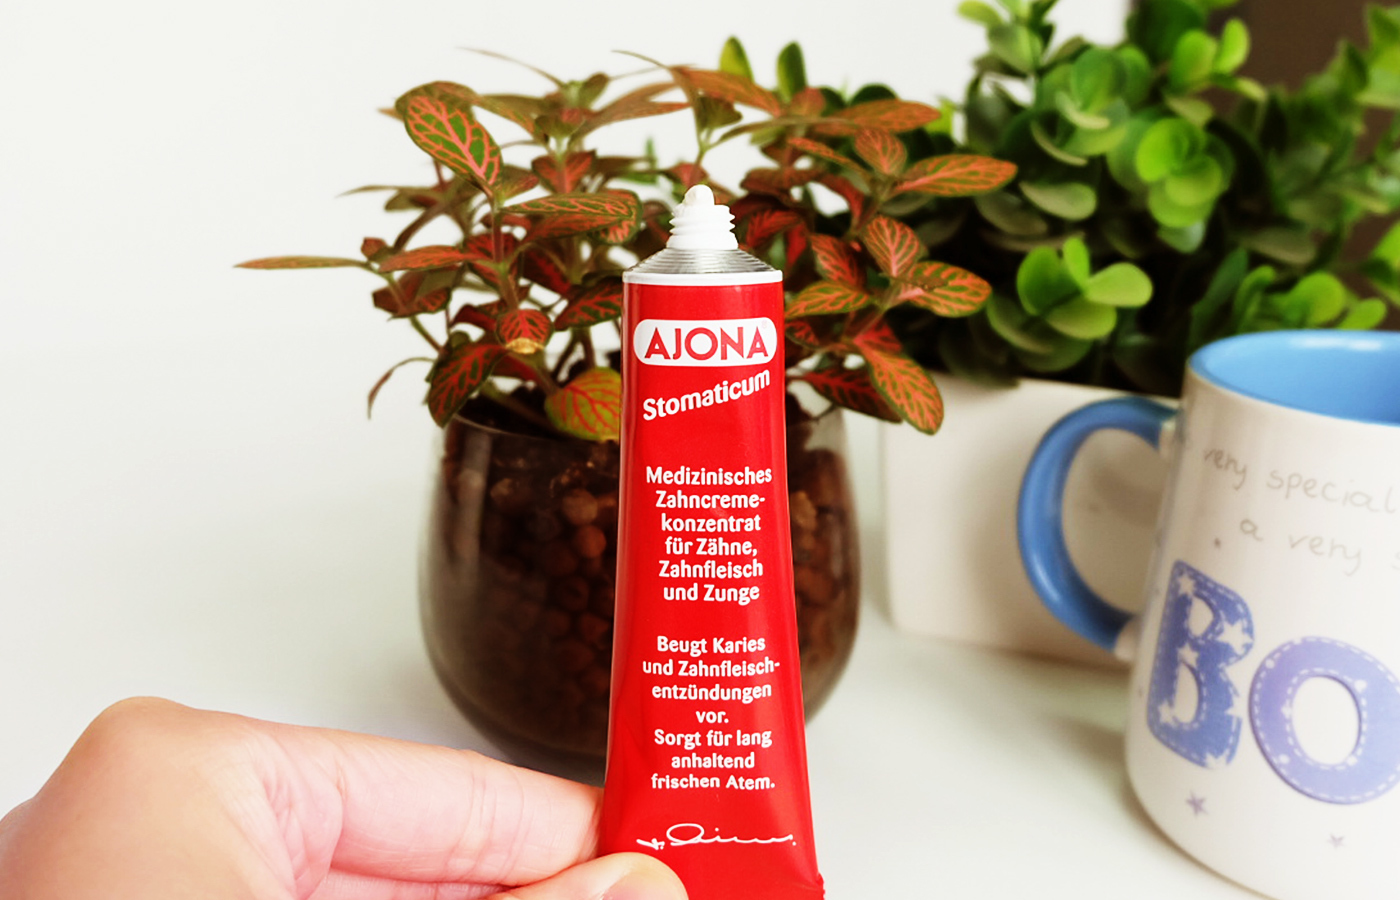 AJONA
Stomaticum
Medizinisches
Zahncreme-
konzentrat
für Zähne,
Zahnfleisch
und Zunge
Beugt Karies
und Zahnfleisch-
entzündungen
vor.
Sorgt für lang
anhaltend
frischen Atem.
very special
a very
BO